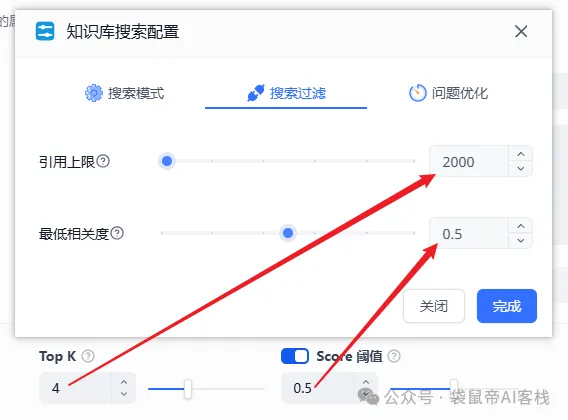 的属
知识库搜索配置
搜索模式 搜索过滤 问题优化
引用上限 2000
最低相关度 0.5
关闭 完成
Top K Score 阈值
4 0.5
公众号 · 袋鼠帝AI客栈